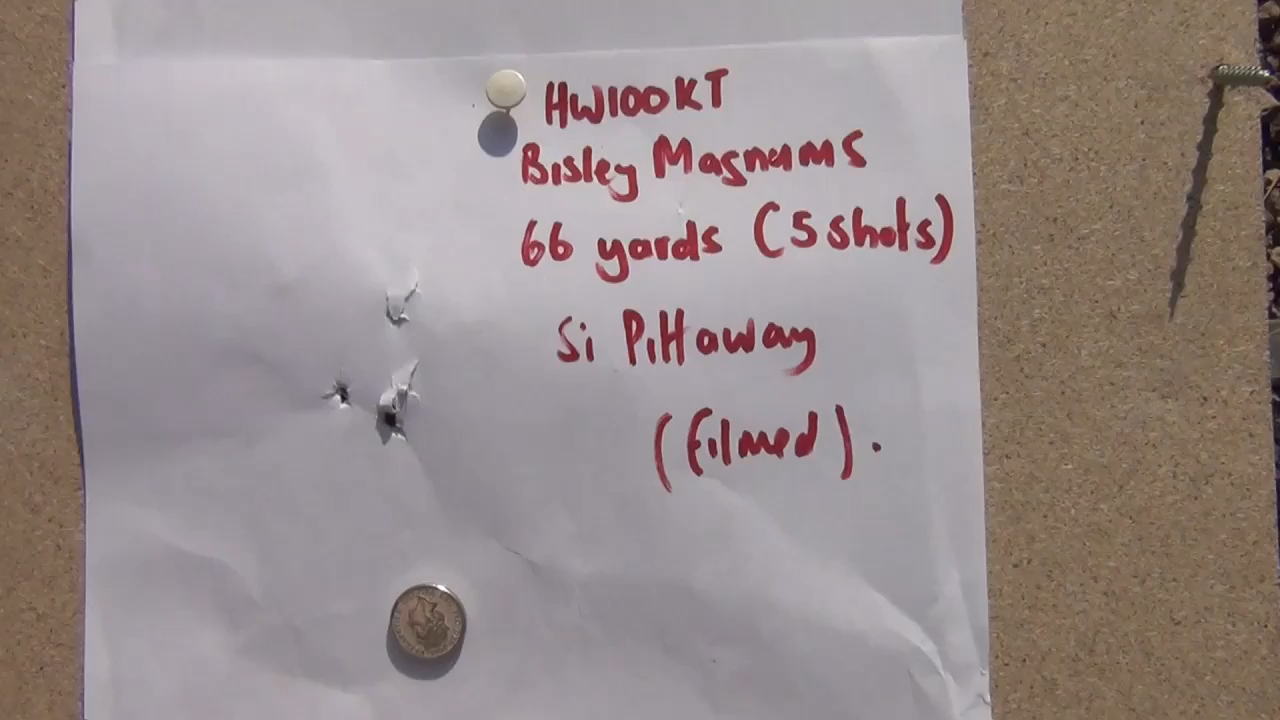 HW100KT
Bisley Magnums
66 yards (5 shots)
Si Pittaway
(filmed).